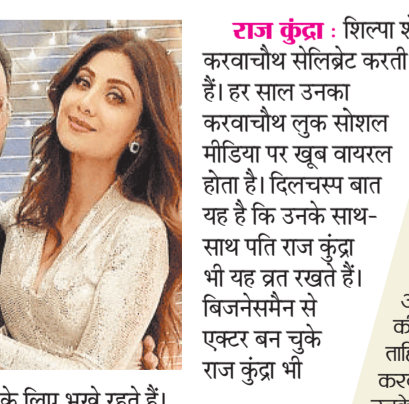 राज कुंद्रा : शिल्पा
करवाचौथ सेलिब्रेट करती
हैं। हर साल उनका
करवाचौथ लुक सोशल
मीडिया पर खूब वायरल
होता है। दिलचस्प बात
यह है कि उनके साथ-
साथ पति राज कुंद्रा
भी यह व्रत रखते हैं।
बिजनेसमैन से
एक्टर बन चुके
राज कुंद्रा भी
के लिए भूखे रहते हैं।